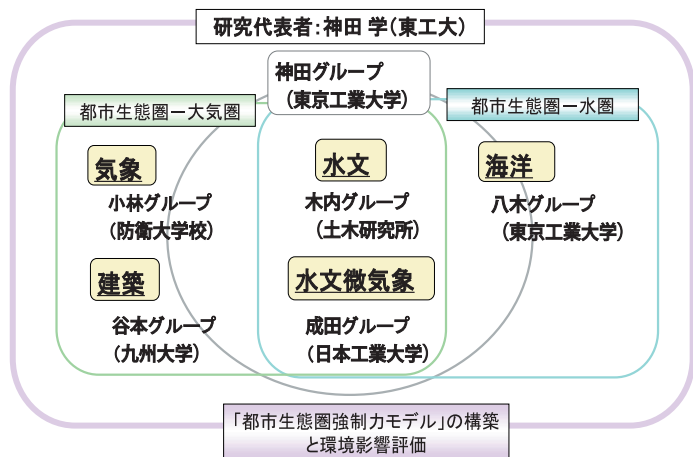 研究代表者:神田 学(東工大)
神田グループ
(東京工業大学)
都市生態圏ー大気圏
都市生態圏ー水圏
気象
小林グループ
(防衛大学校)
水文
木内グループ
(土木研究所)
海洋
八木グループ
(東京工業大学)
建築
谷本グループ
(九州大学)
水文微気象
成田グループ
(日本工業大学)
「都市生態圏強制力モデル」の構築
と環境影響評価